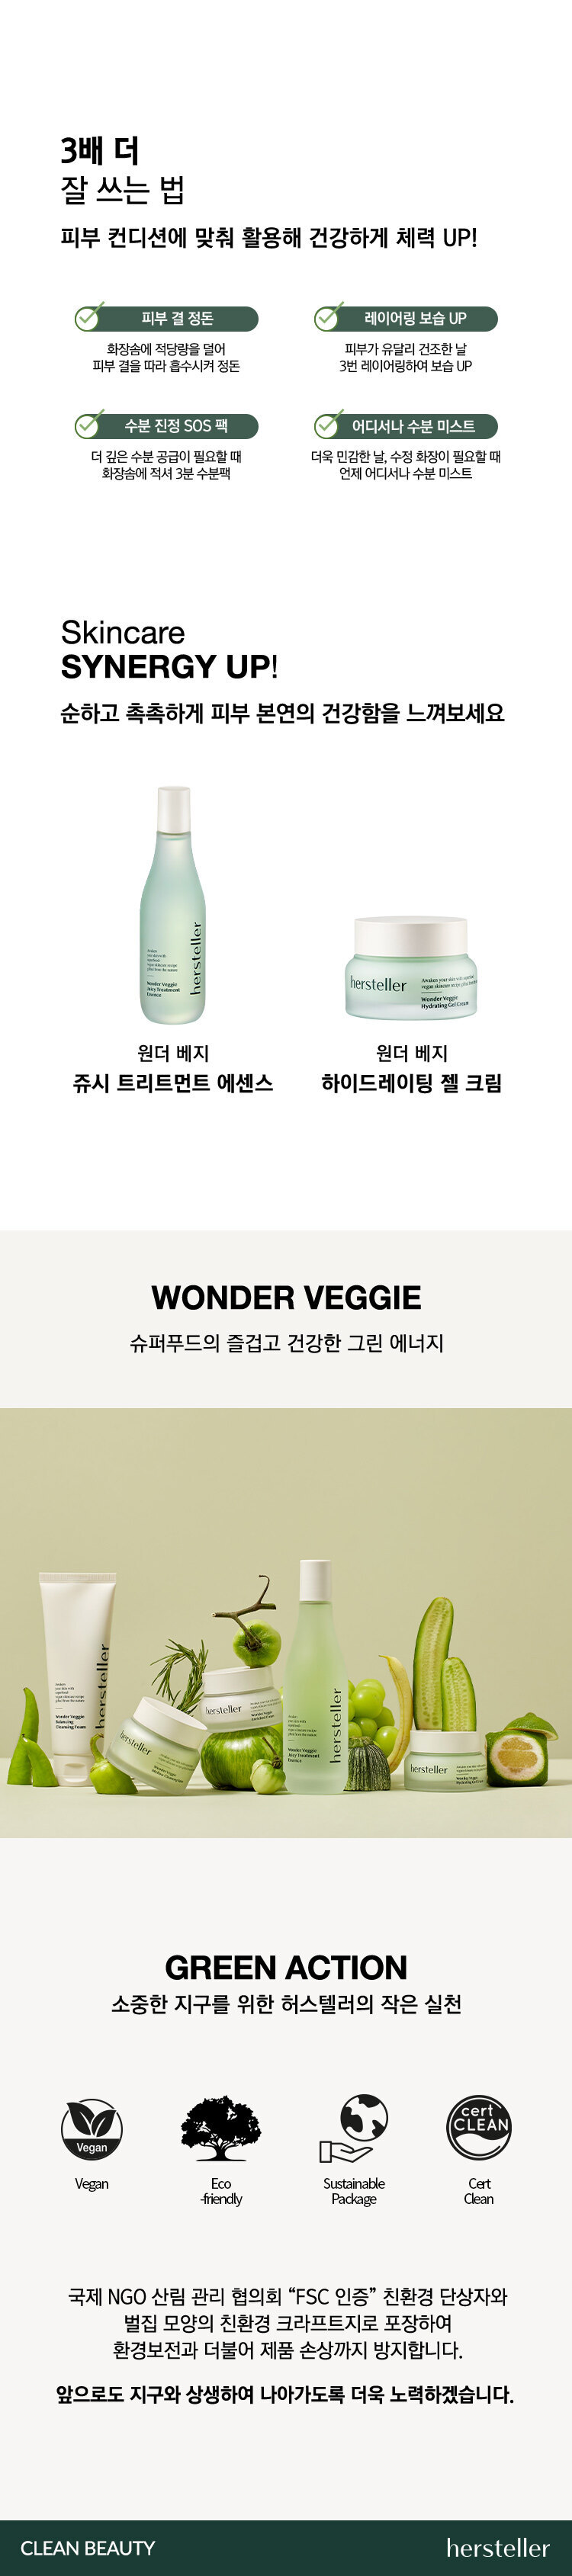 3배 더
잘 쓰는 법
피부 컨디션에 맞춰 활용해 건강하게 체력 UP!
피부 결 정돈
화장솜에 적당량을 덜어
피부 결을 따라 흡수시켜 정돈
레이어링 보습 UP
피부가 유달리 건조한 날
3번 레이어링하여 보습 UP
수분 진정 SOS 팩
더 깊은 수분 공급이 필요할 때
화장솜에 적셔 3분 수분팩
어디서나 수분 미스트
더욱 민감한 날, 수정 화장이 필요할 때
언제 어디서나 수분 미스트
Skincare
SYNERGY UP!
순하고 촉촉하게 피부 본연의 건강함을 느껴보세요
hersteller
Wonder Veggie
Juicy Treatment
Essence
hersteller
Wonder Veggie
Hydrating Gel Cream
원더 베지
쥬시 트리트먼트 에센스
원더 베지
하이드레이팅 젤 크림
WONDER VEGGIE
슈퍼푸드의 즐겁고 건강한 그린 에너지
hersteller
Wonder Veggie
Balancing
Cleansing Foam
hersteller
hersteller
hersteller
Wonder Veggie
Juicy Treatment
Essence
hersteller
GREEN ACTION
소중한 지구를 위한 허스텔러의 작은 실천
Vegan
cert
CLEAN
Vegan
Eco
-friendly
Sustainable
Package
Cert
Clean
국제 NGO 산림 관리 협의회 “FSC 인증” 친환경 단상자와
벌집 모양의 친환경 크라프트지로 포장하여
환경보전과 더불어 제품 손상까지 방지합니다.
앞으로도 지구와 상생하여 나아가도록 더욱 노력하겠습니다.
CLEAN BEAUTY
hersteller